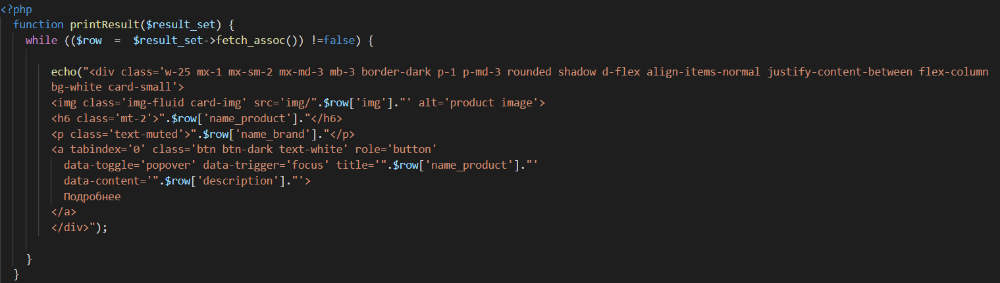 <?php
function printResult($result_set) {
while (($row  =  $result_set->fetch_assoc()) !=false) {
echo("<div class='w-25 mx-1 mx-sm-2 mx-md-3 mb-3 border-dark p-1 p-md-3 rounded shadow d-flex align-items-normal justify-content-between flex-column
bg-white card-small'>
<img class='img-fluid card-img' src='img/".$row['img']."' alt='product image'>
<h6 class='mt-2'>".$row['name_product']."</h6>
<p class='text-muted'>".$row['name_brand']."</p>
<a tabindex='0' class='btn btn-dark text-white' role='button'
data-toggle='popover' data-trigger='focus' title='".$row['name_product']."'
data-content='".$row['description']."'>
Подробнее
</a>
</div>");
}
}